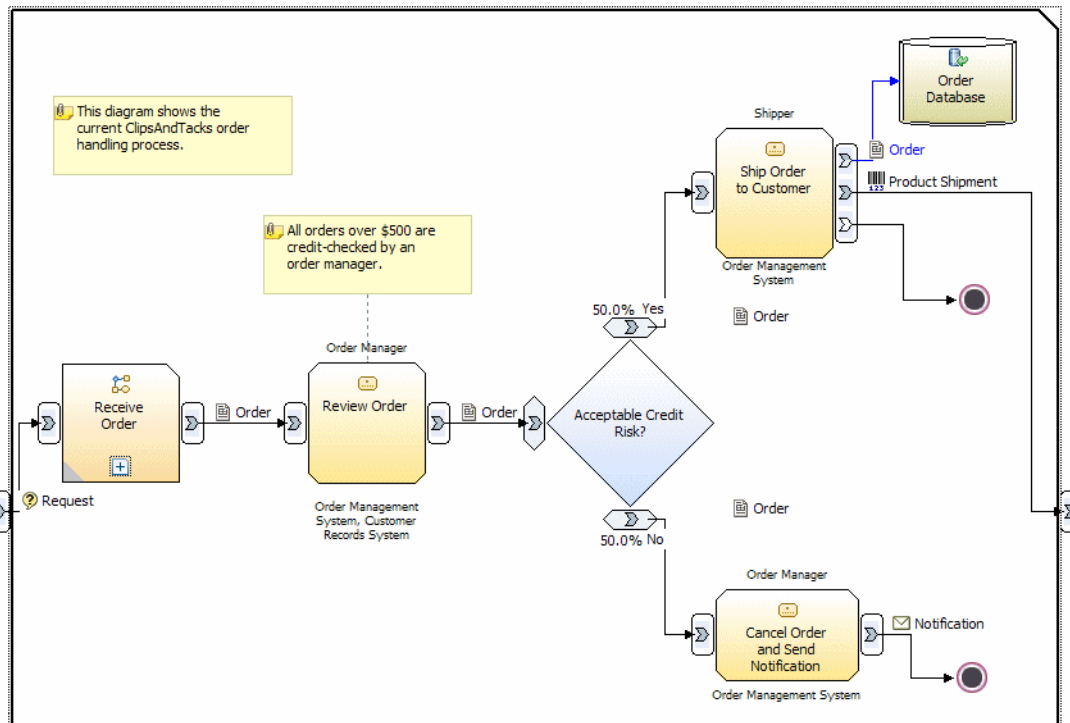 This diagram shows the
current ClipsAndTacks order
handling process.
All orders over $500 are
credit-checked by an
order manager.
Request
Receive
Order
Order
Order Manager
Review Order
Order Management
System, Customer
Records System
Order
Acceptable Credit
Risk?
50.0% Yes
Order
Shipper
Ship Order
to Customer
Order Management
System
Order
Order
Database
Product Shipment
123
50.0% No
Order
Order Manager
Cancel Order
and Send
Notification
Order Management System
Notification